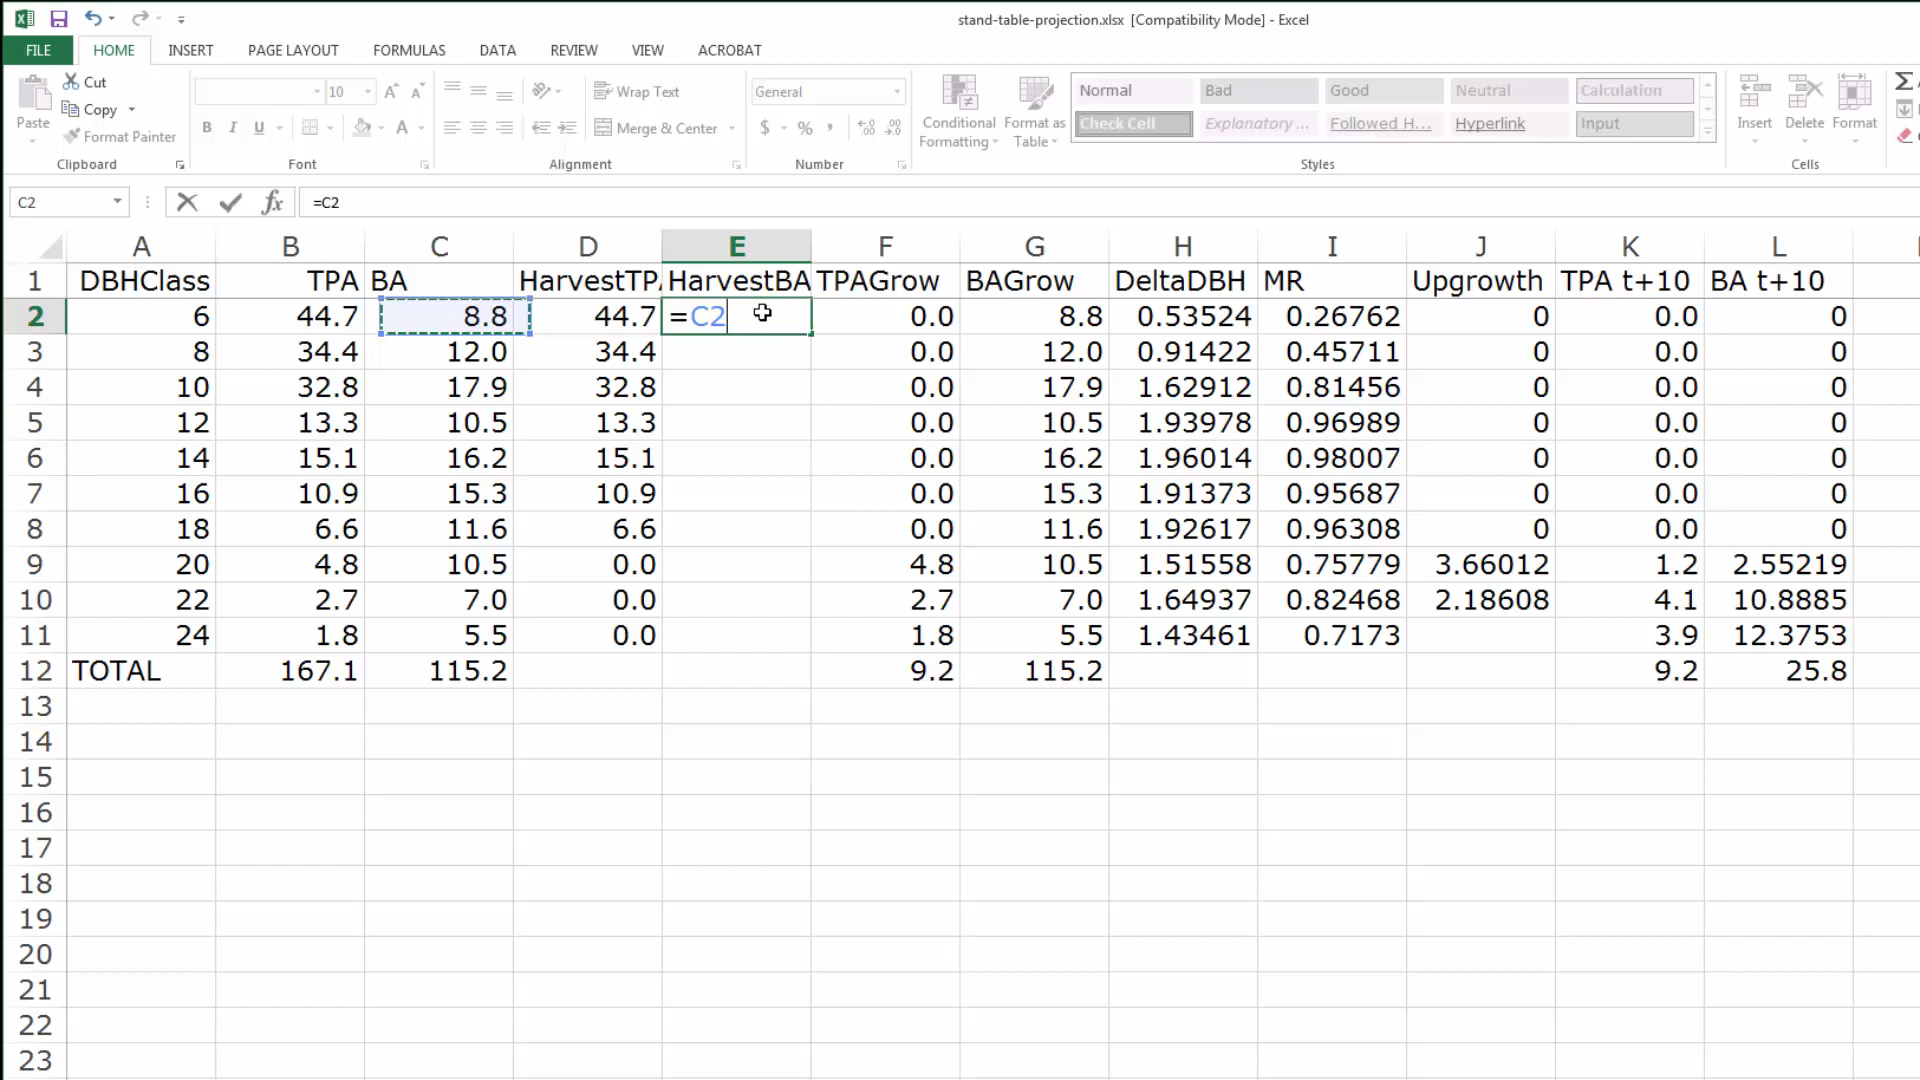 stand-table-projection.xlsx [Compatibility Mode] - Excel
FILE HOME INSERT PAGE LAYOUT FORMULAS DATA REVIEW VIEW ACROBAT
Paste
Cut
Copy
Format Painter
Clipboard
10 A A
B I U A
Font
Wrap Text
Merge & Center
Alignment
General
$ % ,
Number
Conditional Formatting
Format as Table
Normal Bad Good Neutral Calculation
Check Cell Explanatory ... Followed H... Hyperlink Input
Styles
Insert Delete Format
Cells
Σ
C2 fx =C2
A B C D E F G H I J K L
1 DBHClass TPA BA HarvestTPA HarvestBA TPAGrow BAGrow DeltaDBH MR Upgrowth TPA t+10 BA t+10
2 6 44.7 8.8 44.7 =C2 0.0 8.8 0.53524 0.26762 0 0.0 0
3 8 34.4 12.0 34.4 0.0 12.0 0.91422 0.45711 0 0.0 0
4 10 32.8 17.9 32.8 0.0 17.9 1.62912 0.81456 0 0.0 0
5 12 13.3 10.5 13.3 0.0 10.5 1.93978 0.96989 0 0.0 0
6 14 15.1 16.2 15.1 0.0 16.2 1.96014 0.98007 0 0.0 0
7 16 10.9 15.3 10.9 0.0 15.3 1.91373 0.95687 0 0.0 0
8 18 6.6 11.6 6.6 0.0 11.6 1.92617 0.96308 0 0.0 0
9 20 4.8 10.5 0.0 4.8 10.5 1.51558 0.75779 3.66012 1.2 2.55219
10 22 2.7 7.0 0.0 2.7 7.0 1.64937 0.82468 2.18608 4.1 10.8885
11 24 1.8 5.5 0.0 1.8 5.5 1.43461 0.7173 3.9 12.3753
12 TOTAL 167.1 115.2 9.2 115.2 9.2 25.8
13
14
15
16
17
18
19
20
21
22
23